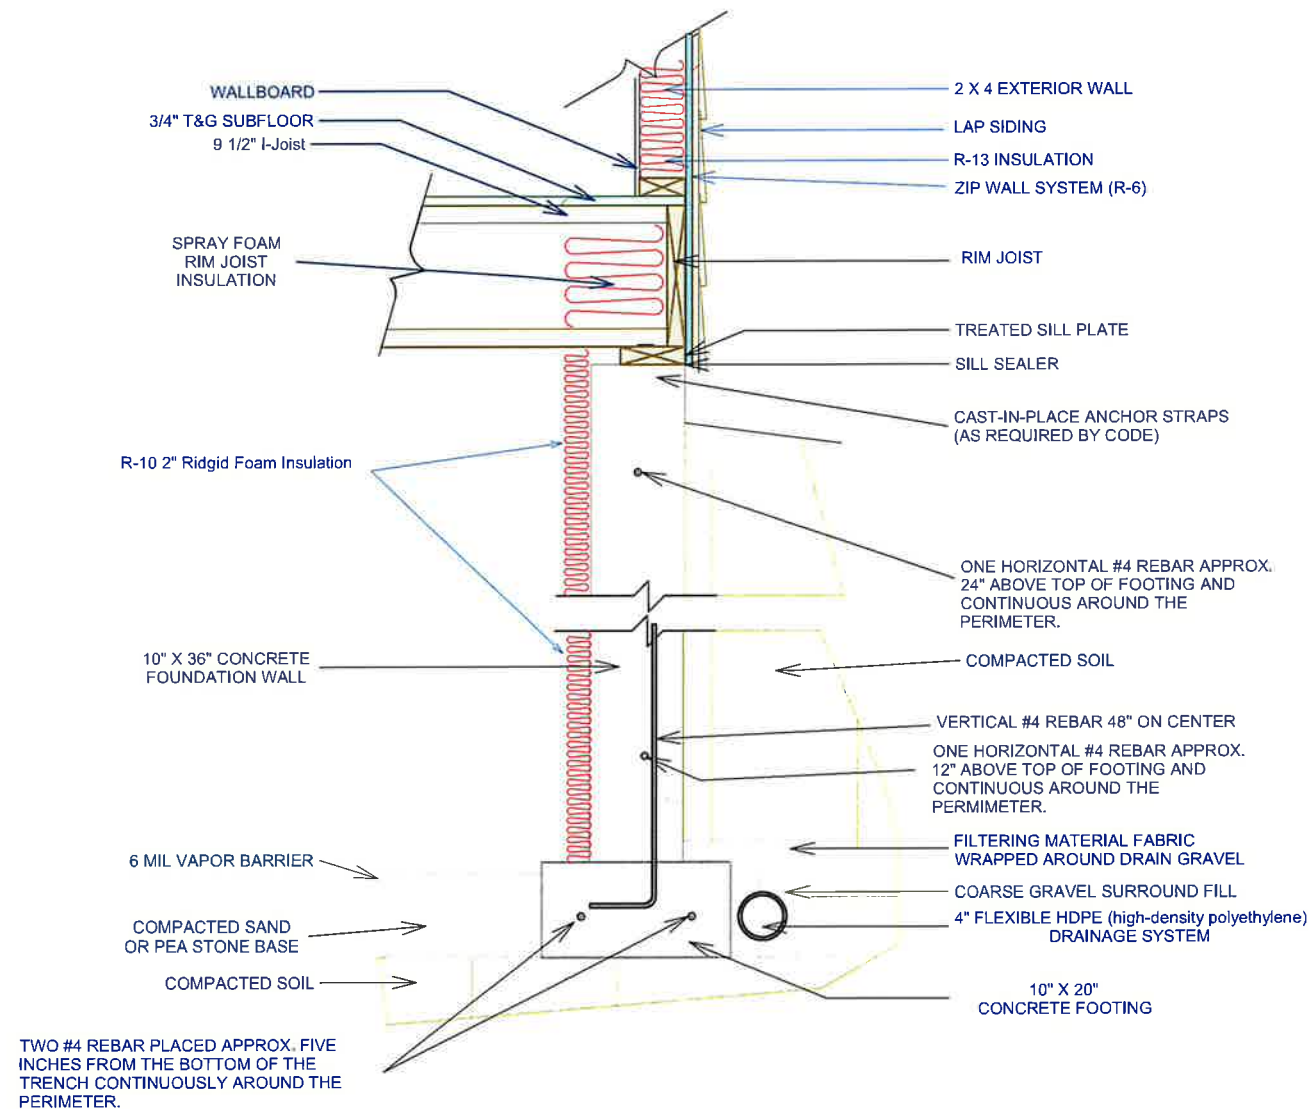 WALLBOARD
3/4" T&G SUBFLOOR
9 1/2" I-Joist
SPRAY FOAM
RIM JOIST
INSULATION
R-10 2" Ridgid Foam Insulation
10" X 36" CONCRETE
FOUNDATION WALL
6 MIL VAPOR BARRIER
COMPACTED SAND
OR PEA STONE BASE
COMPACTED SOIL
TWO #4 REBAR PLACED APPROX. FIVE
INCHES FROM THE BOTTOM OF THE
TRENCH CONTINUOUSLY AROUND THE
PERIMETER.
2 X 4 EXTERIOR WALL
LAP SIDING
R-13 INSULATION
ZIP WALL SYSTEM (R-6)
RIM JOIST
TREATED SILL PLATE
SILL SEALER
CAST-IN-PLACE ANCHOR STRAPS
(AS REQUIRED BY CODE)
ONE HORIZONTAL #4 REBAR APPROX.
24" ABOVE TOP OF FOOTING AND
CONTINUOUS AROUND THE
PERIMETER.
COMPACTED SOIL
VERTICAL #4 REBAR 48" ON CENTER
ONE HORIZONTAL #4 REBAR APPROX.
12" ABOVE TOP OF FOOTING AND
CONTINUOUS AROUND THE
PERMIMETER.
FILTERING MATERIAL FABRIC
WRAPPED AROUND DRAIN GRAVEL
COARSE GRAVEL SURROUND FILL
4" FLEXIBLE HDPE (high-density polyethylene)
DRAINAGE SYSTEM
10" X 20"
CONCRETE FOOTING